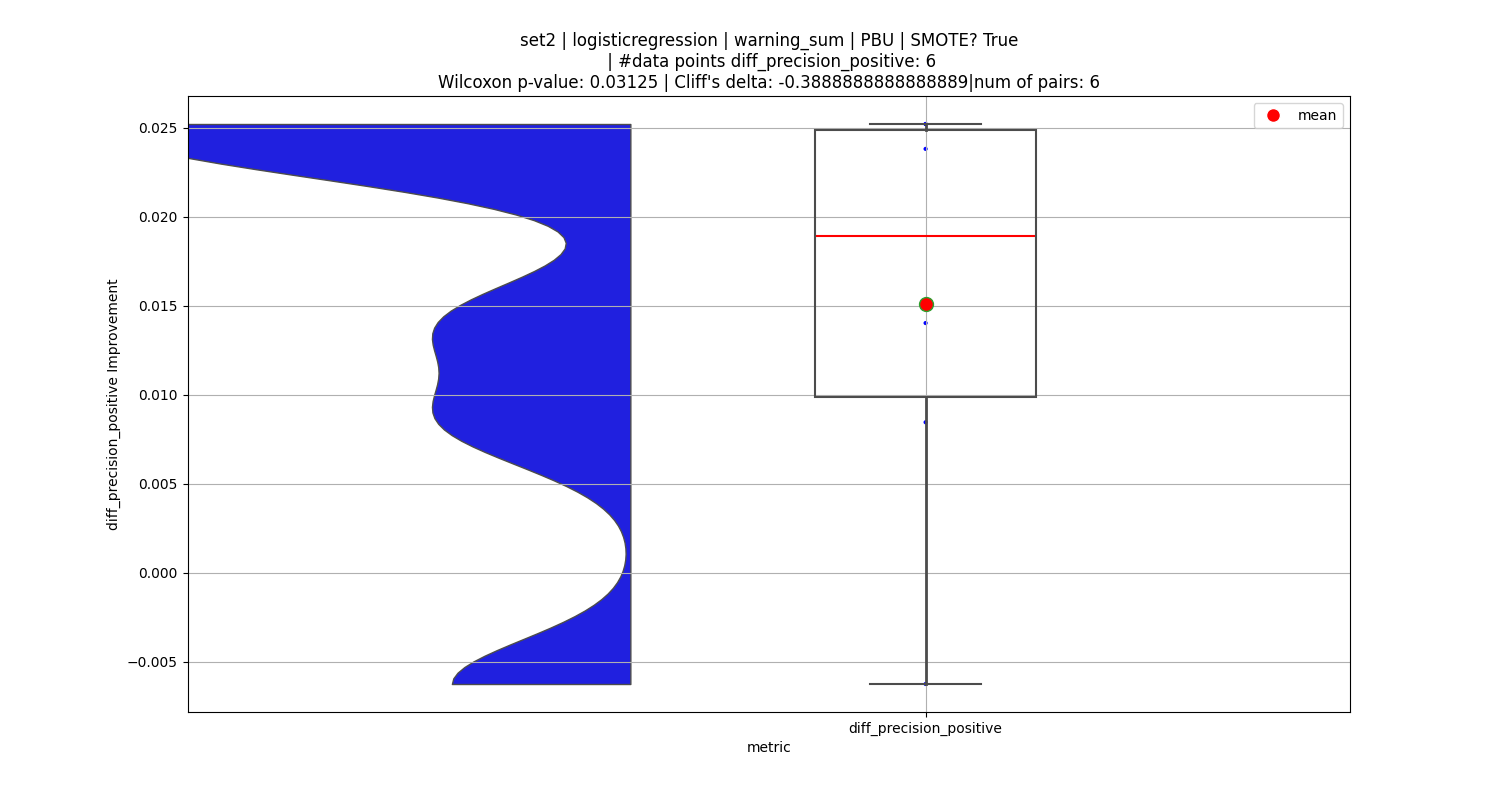 set2 | logisticregression | warning_sum | PBU | SMOTE? True
| #data points diff_precision_positive: 6
Wilcoxon p-value: 0.03125 | Cliff's delta: -0.3888888888888889|num of pairs: 6
mean
0.025
0.020
0.015
0.010
0.005
0.000
−0.005
diff_precision_positive Improvement
diff_precision_positive
metric